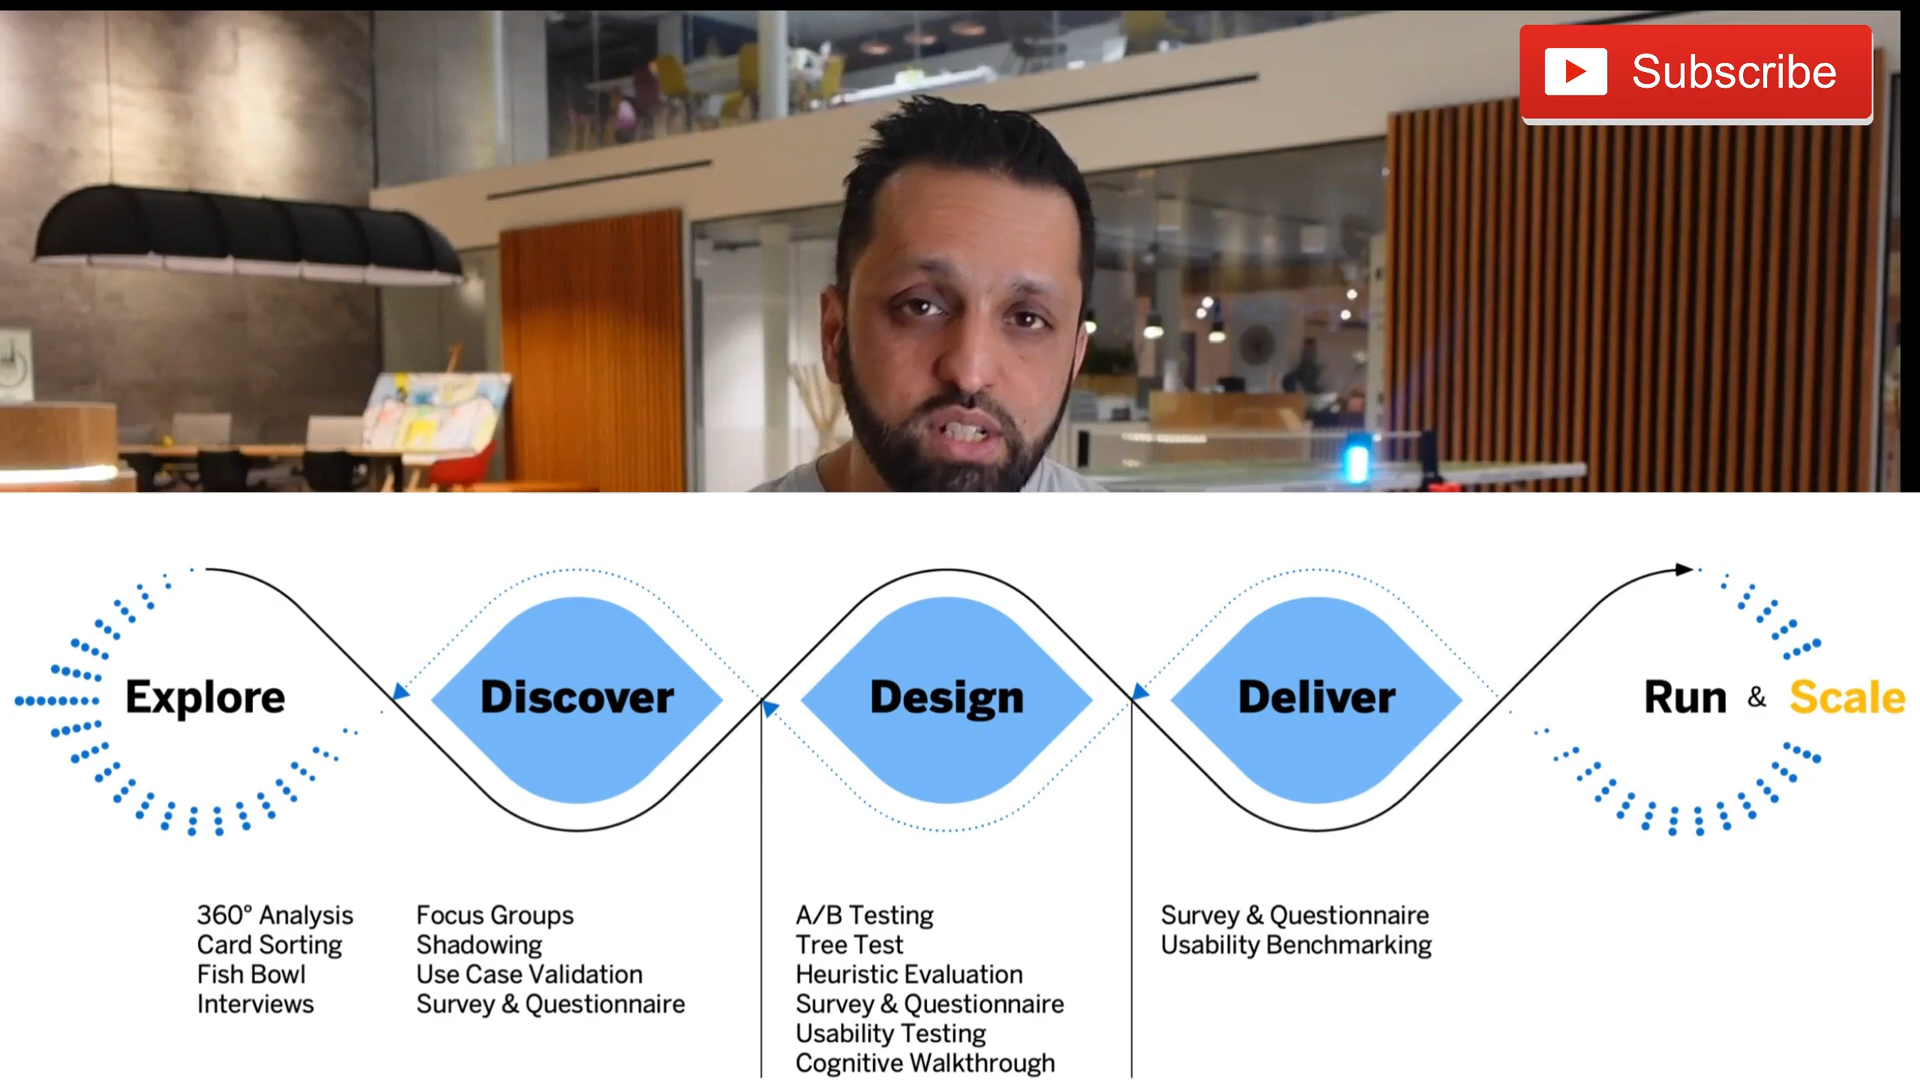 Subscribe
Explore
Discover
Design
Deliver
Run & Scale
360° Analysis
Card Sorting
Fish Bowl
Interviews
Focus Groups
Shadowing
Use Case Validation
Survey & Questionnaire
A/B Testing
Tree Test
Heuristic Evaluation
Survey & Questionnaire
Usability Testing
Cognitive Walkthrough
Survey & Questionnaire
Usability Benchmarking